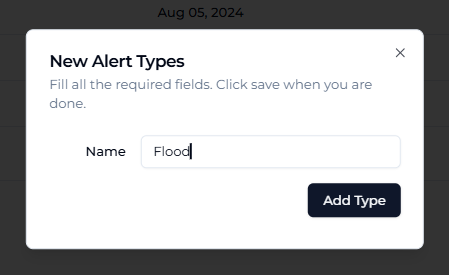 Aug 05, 2024
New Alert Types
Fill all the required fields. Click save when you are
done.
Name
Flood
Add Type